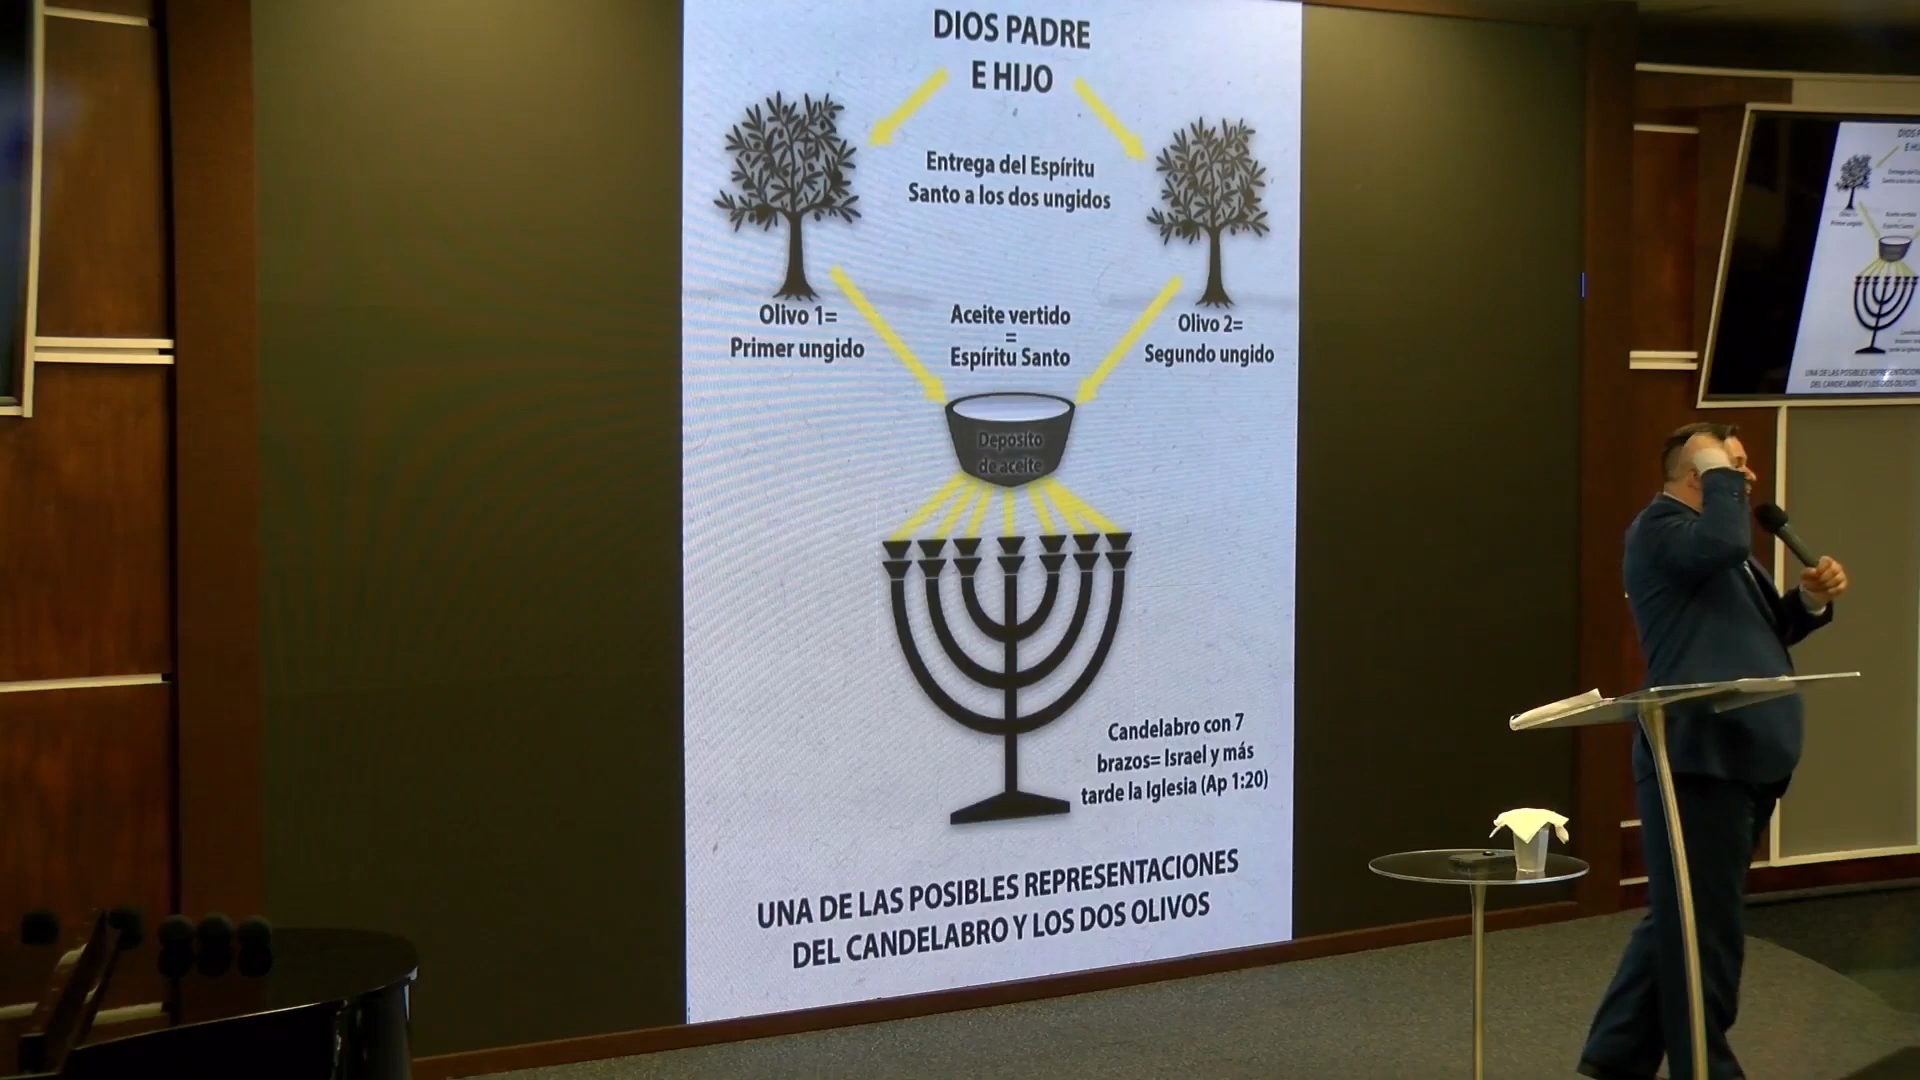 DIOS PADRE
E HIJO
Entrega del Espíritu
Santo a los dos ungidos
Olivo 1=
Primer ungido
Aceite vertido
=
Espíritu Santo
Olivo 2=
Segundo ungido
Deposito
de aceite
Candelabro con 7
brazos= Israel y más
tarde la Iglesia (Ap 1:20)
UNA DE LAS POSIBLES REPRESENTACIONES
DEL CANDELABRO Y LOS DOS OLIVOS